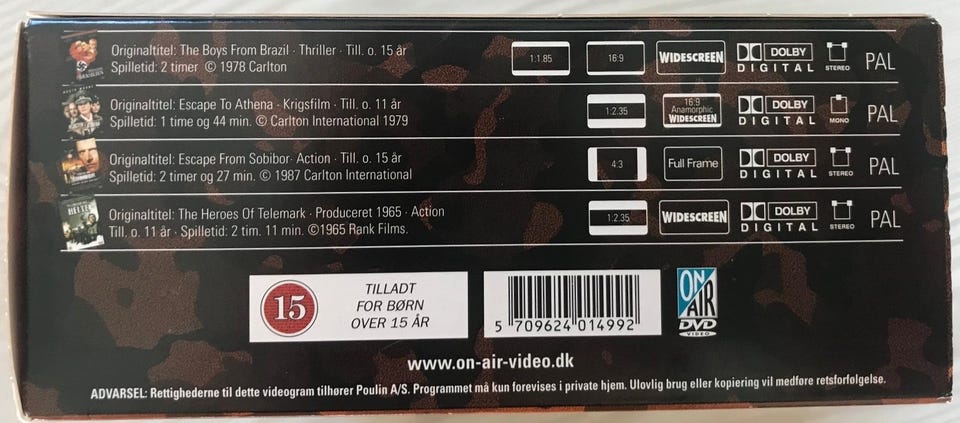 Originaltitel: The Boys From Brazil · Thriller · Till. o. 15 år
Spilletid: 2 timer © 1978 Carlton
1:1.85 16:9 WIDESCREEN DOLBY DIGITAL STEREO PAL
Originaltitel: Escape To Athena · Krigsfilm · Till. o. 11 år
Spilletid: 1 time og 44 min. © Carlton International 1979
1:2.35 16:9 Anamorphic WIDESCREEN DOLBY DIGITAL MONO PAL
Originaltitel: Escape From Sobibor· Action · Till. o. 15 år
Spilletid: 2 timer og 27 min. © 1987 Carlton International
4:3 Full Frame DOLBY DIGITAL STEREO PAL
HELTE
Originaltitel: The Heroes Of Telemark · Produceret 1965 · Action
Till. o. 11 år · Spilletid: 2 tim. 11 min. ©1965 Rank Films.
1:2.35 WIDESCREEN DOLBY DIGITAL STEREO PAL
15
TILLADT
FOR BØRN
OVER 15 ÅR
5 709624 014992
ON
AIR
DVD
VIDEO
www.on-air-video.dk
ADVARSEL: Rettighederne til dette videogram tilhører Poulin A/S. Programmet må kun forevises i private hjem. Ulovlig brug eller kopiering vil medføre retsforfølgelse.